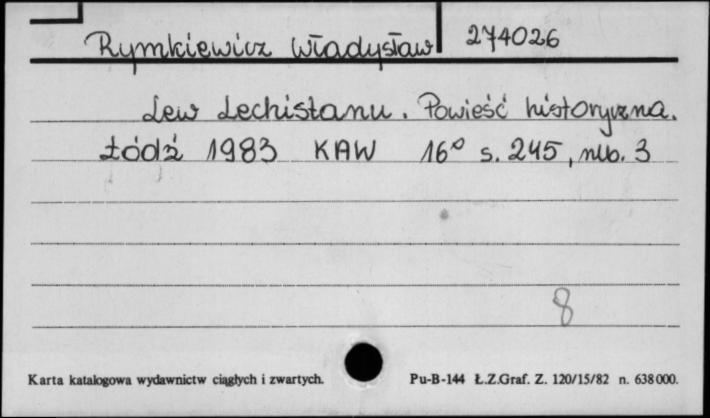 Rymkiewicz Władysław 274026
Lew Lechistanu. Powieść historyczna.
Łódź 1983 KAW 16° s. 245, nlb. 3
8
Karta katalogowa wydawnictw ciągłych i zwartych. Pu-B-144 Ł.Z.Graf. Z. 120/15/82 n. 638000.